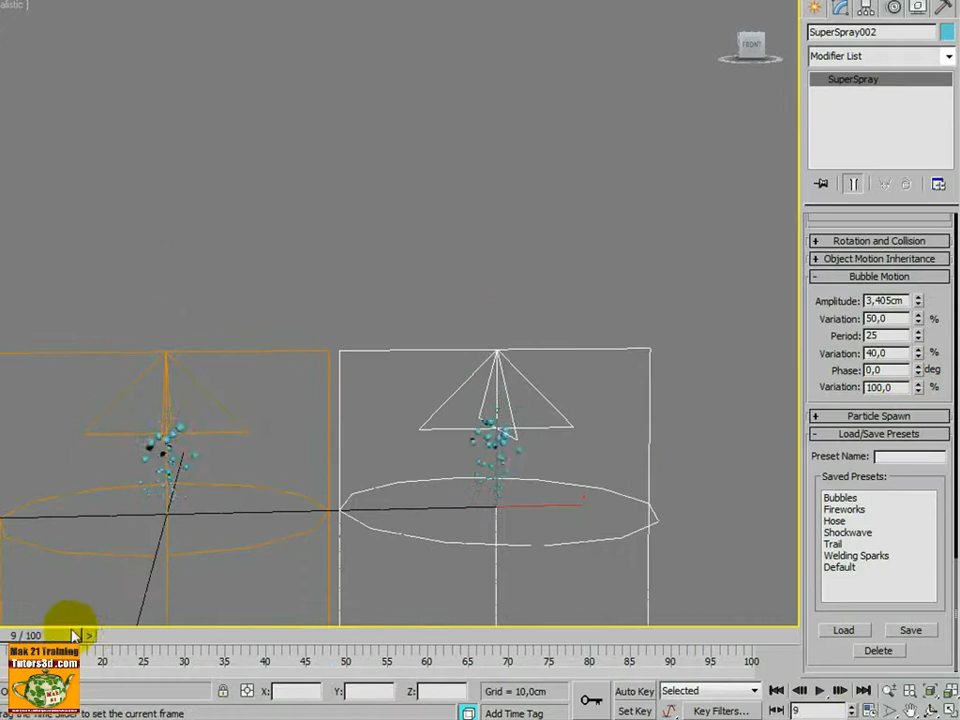 alistic ]
FRONT
SuperSpray002
Modifier List
SuperSpray
+ Rotation and Collision
+ Object Motion Inheritance
- Bubble Motion
Amplitude: 3,405cm
Variation: 50,0 %
Period: 25
Variation: 40,0 %
Phase: 0,0 deg
Variation: 100,0 %
+ Particle Spawn
- Load/Save Presets
Preset Name:
Saved Presets:
Bubbles
Fireworks
Hose
Shockwave
Trail
Welding Sparks
Default
Load Save
Delete
9 / 100 >
Mak 21 Training
Tutors3d.com
20 25 30 35 40 45 50 55 60 65 70 75 80 85 90 95 100
X: Y: Z: Grid = 10,0cm
Auto Key Selected
rag the Time Slider to set the current frame
Add Time Tag
Set Key Key Filters...
9